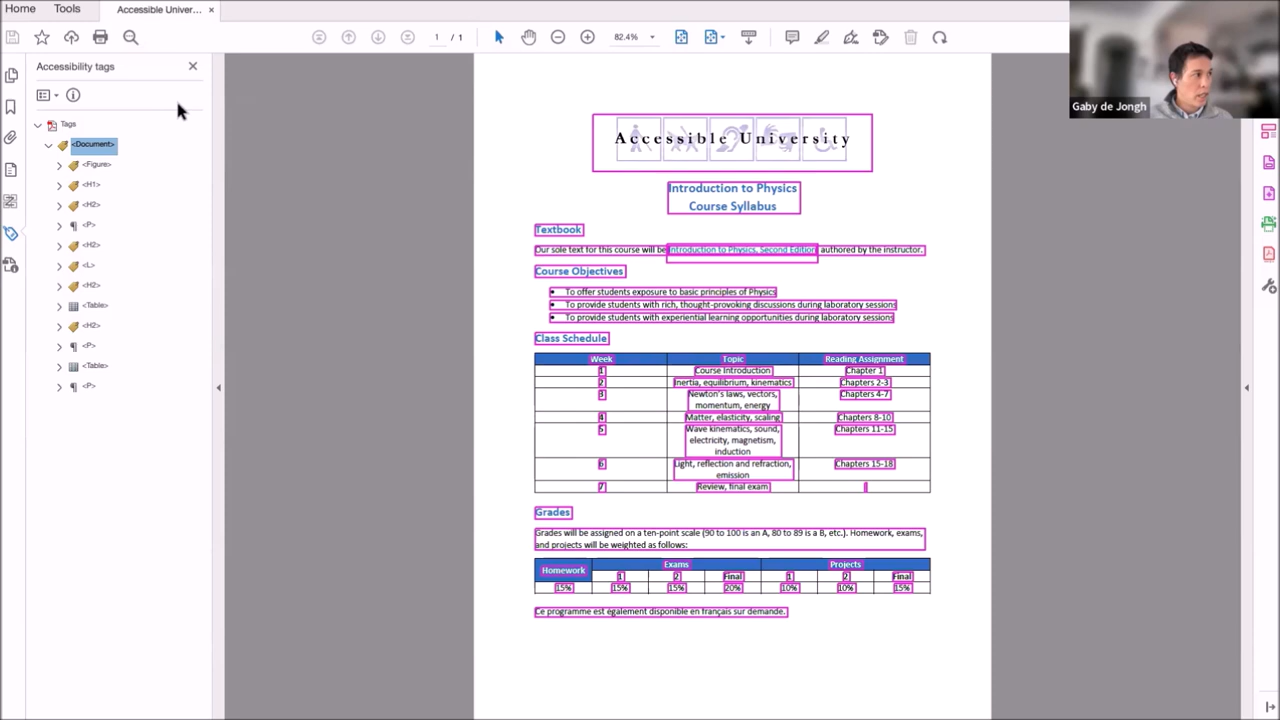 Home
Tools
Accessible Univer...
1 / 1
82.4%
Accessibility tags
Tags
<Document>
<Figure>
<H1>
<H2>
<P>
<H2>
<L>
<H2>
<Table>
<H2>
<P>
<Table>
<P>
Gaby de Jongh
Accessible University
Introduction to Physics
Course Syllabus
Textbook
Our sole text for this course will be Introduction to Physics, Second Edition authored by the instructor.
Course Objectives
• To offer students exposure to basic principles of Physics
• To provide students with rich, thought-provoking discussions during laboratory sessions
• To provide students with experiential learning opportunities during laboratory sessions
Class Schedule
Week Topic Reading Assignment
1 Course Introduction Chapter 1
2 Inertia, equilibrium, kinematics Chapters 2-3
3 Newton's laws, vectors, Chapters 4-7
momentum, energy
4 Matter, elasticity, scaling Chapters 8-10
5 Wave kinematics, sound, Chapters 11-15
electricity, magnetism,
induction
6 Light, reflection and refraction, Chapters 15-18
emission
7 Review, final exam
Grades
Grades will be assigned on a ten-point scale (90 to 100 is an A, 80 to 89 is a B, etc.). Homework, exams,
and projects will be weighted as follows:
Homework Exams Projects
1 2 Final 1 2 Final
15% 15% 15% 20% 10% 10% 15%
Ce programme est également disponible en français sur demande.